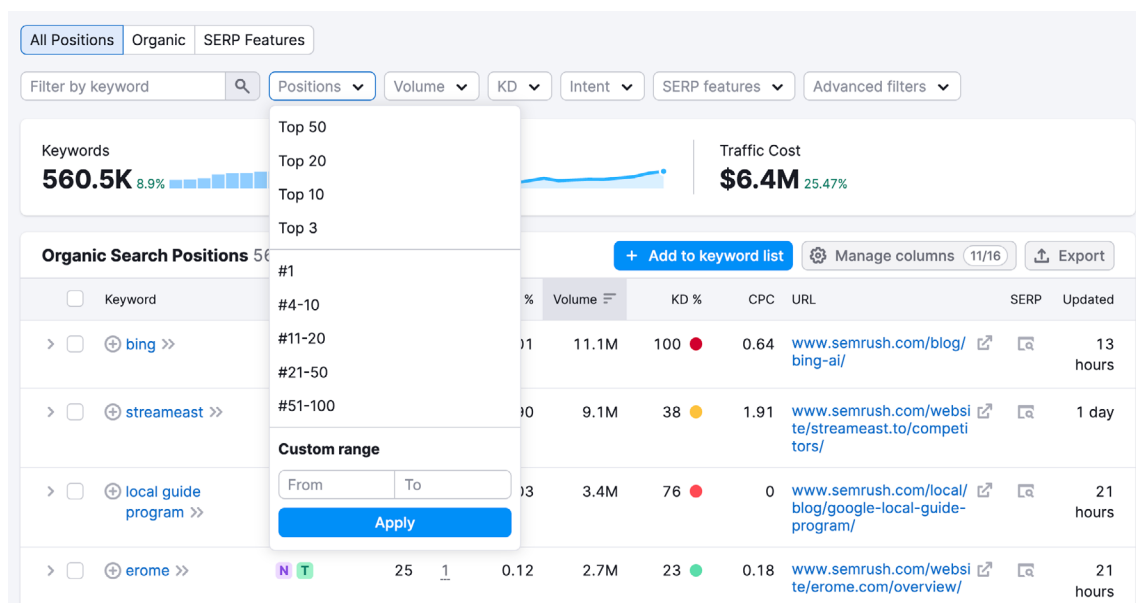 All Positions Organic SERP Features
Filter by keyword Positions Volume KD Intent SERP features Advanced filters
Top 50
Top 20
Top 10
Top 3
#1
#4-10
#11-20
#21-50
#51-100
Custom range
From To
Apply
Keywords
560.5K 8.9%
Traffic Cost
$6.4M 25.47%
Organic Search Positions
+ Add to keyword list Manage columns 11/16 Export
Keyword % Volume KD % CPC URL SERP Updated
bing 11.1M 100 0.64 www.semrush.com/blog/ 13
bing-ai/ hours
streameast 9.1M 38 1.91 www.semrush.com/websi 1 day
te/streameast.to/competi
tors/
local guide 3.4M 76 0 www.semrush.com/local/ 21
program blog/google-local-guide- hours
program/
erome N T 25 1 0.12 2.7M 23 0.18 www.semrush.com/websi 21
te/erome.com/overview/ hours